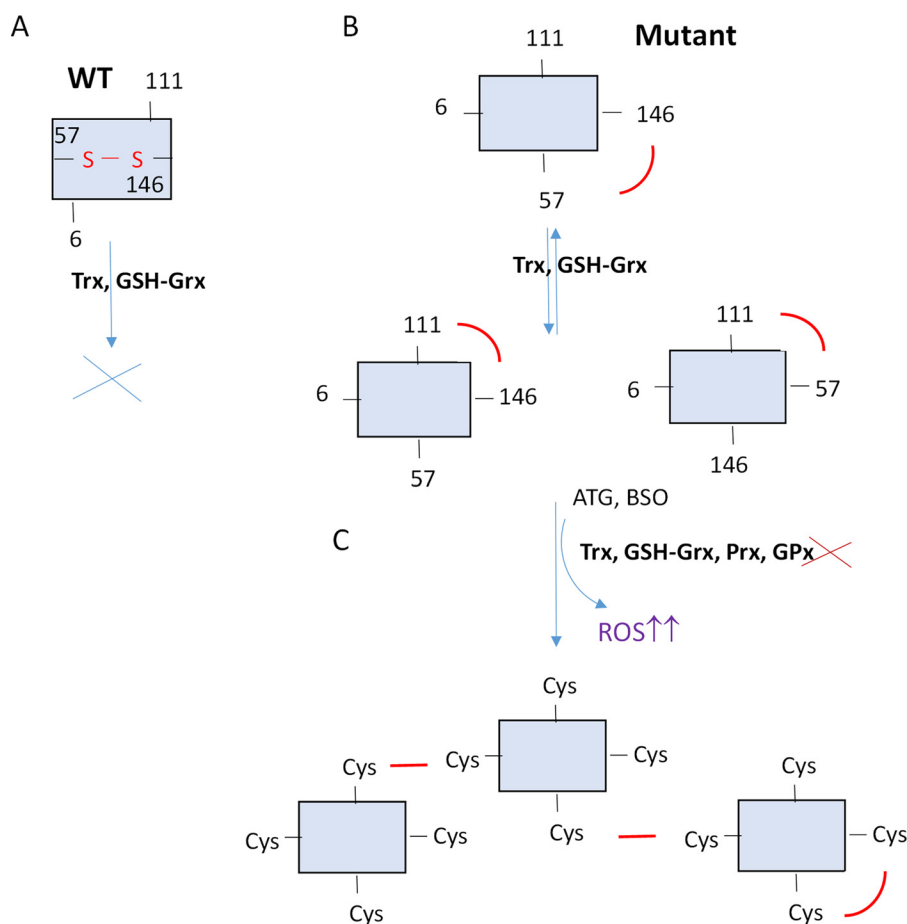 A
WT
111
57
S — S
146
6
Trx, GSH-Grx
B
Mutant
111
6
146
57
Trx, GSH-Grx
111
6
146
57
111
6
57
146
ATG, BSO
C
Trx, GSH-Grx, Prx, GPx
ROS↑↑
Cys
Cys
Cys
Cys
Cys
Cys
Cys
Cys
Cys
Cys
Cys
Cys